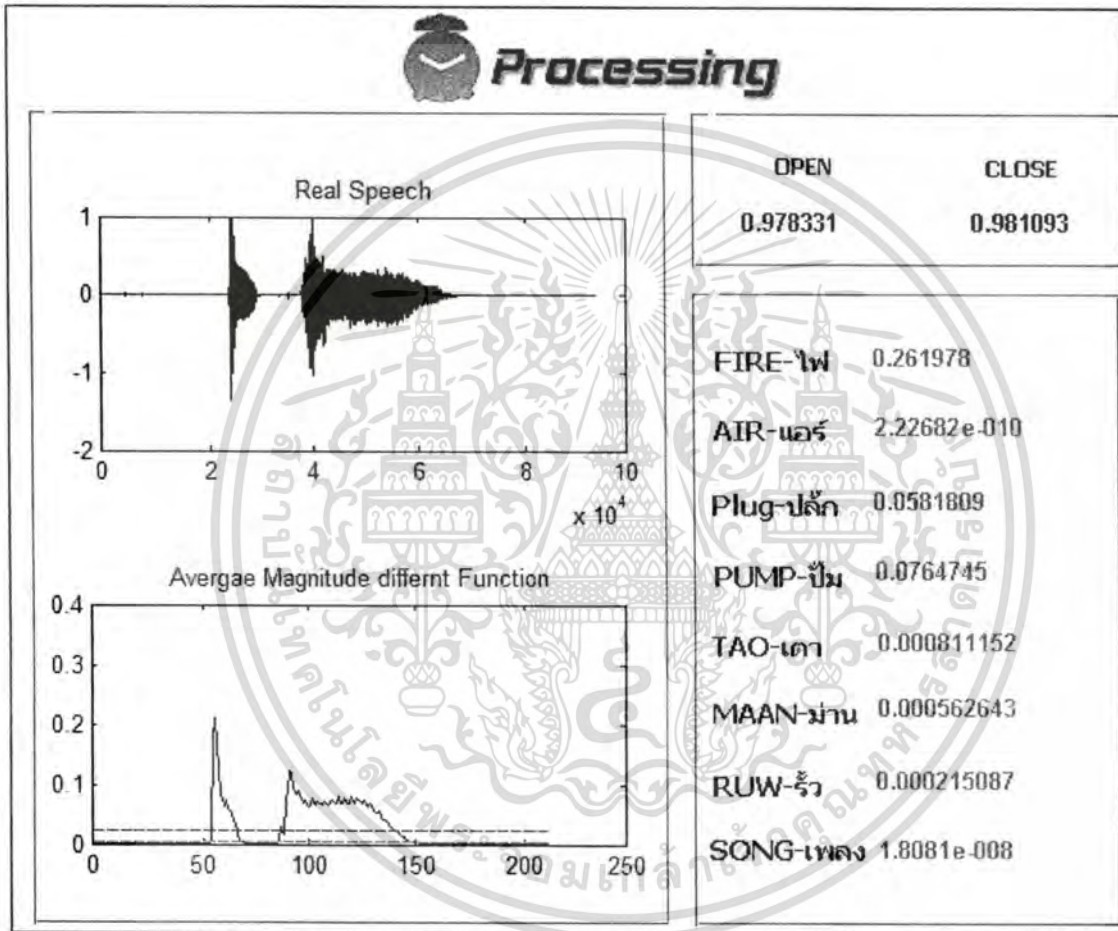 Processing
Real Speech
1
0
-1
-2
0 2 4 6 8 10
x 10^4
Avergae Magnitude differnt Function
0.4
0.3
0.2
0.1
0
0 50 100 150 200 250
OPEN CLOSE
0.978331 0.981093
FIRE-ไฟ 0.261978
AIR-แอร์ 2.22682e-010
Plug-ปลั๊ก 0.0581809
PUMP-ปั๊ม 0.0764745
TAO-เตา 0.000811152
MAAN-ม่าน 0.000562643
RUW-รั้ว 0.000215087
SONG-เพลง 1.8081e-008